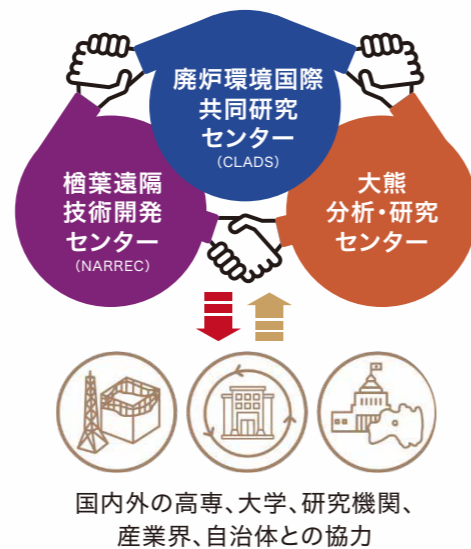 廃炉環境国際
共同研究
センター
(CLADS)
楢葉遠隔
技術開発
センター
(NARREC)
大熊
分析・研究
センター
国内外の高専、大学、研究機関、
産業界、自治体との協力